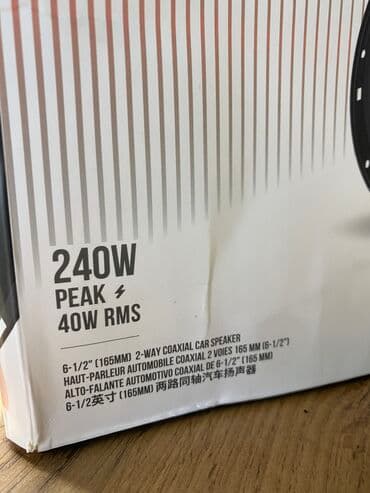 240W
PEAK
40W RMS
6-1/2" (165MM) 2-WAY COAXIAL CAR SPEAKER
HAUT-PARLEUR AUTOMOBILE COAXIAL 2 VOIES 165 MM (6-1/2")
ALTO-FALANTE AUTOMOTIVO COAXIAL DE 6-1/2" (165 MM)
6-1/2英寸 (165MM) 两路同轴汽车扬声器